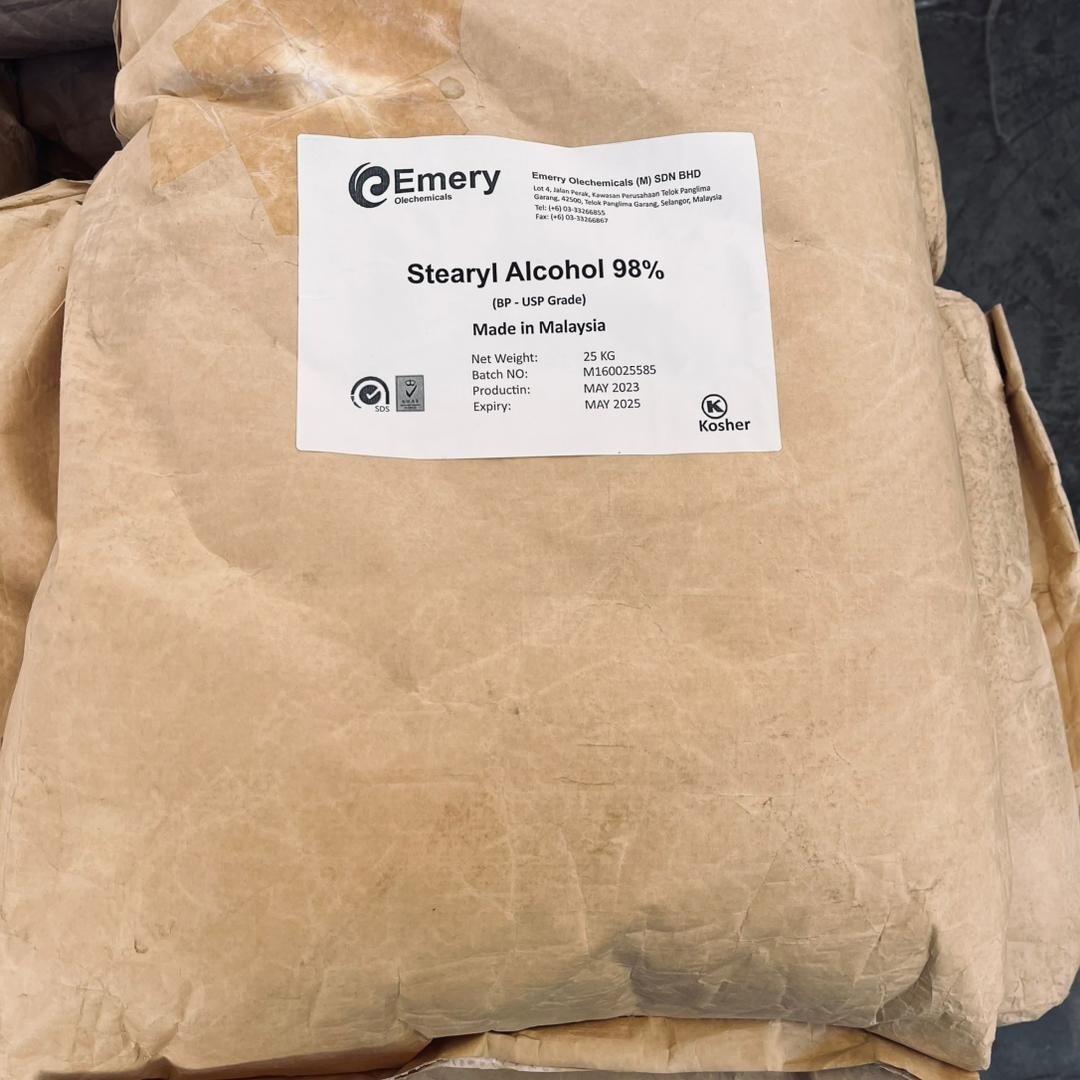 Emery
Olechemicals
Emerry Olechemicals (M) SDN BHD
Lot 4, Jalan Perak, Kawasan Perusahaan Telok Panglima
Garang, 42500, Telok Panglima Garang, Selangor, Malaysia
Tel: (+6) 03-33266855
Fax: (+6) 03-33266867
Stearyl Alcohol 98%
(BP - USP Grade)
Made in Malaysia
Net Weight: 25 KG
Batch NO: M160025585
Productin: MAY 2023
Expiry: MAY 2025
SDS
K
Kosher